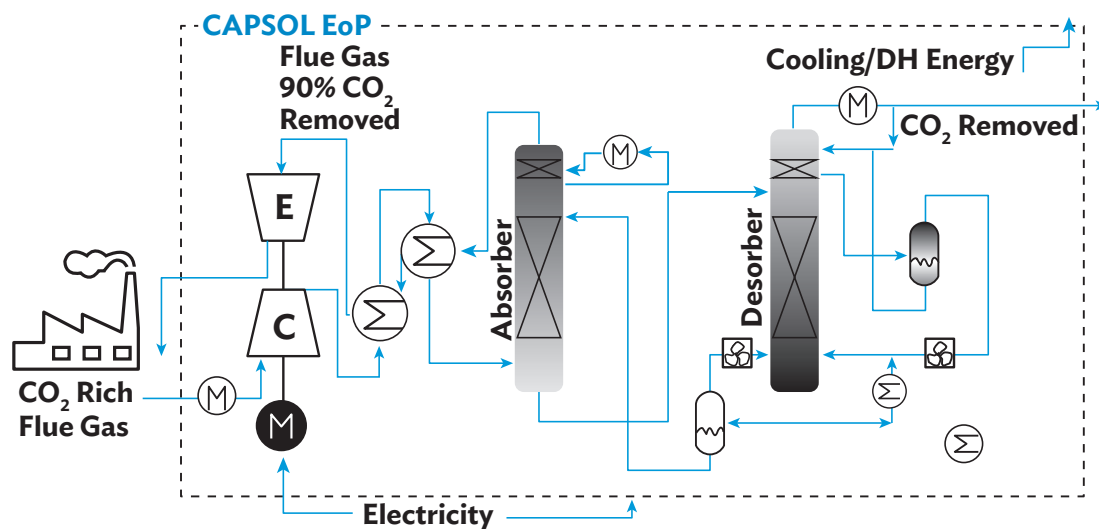 CAPSOL EoP
Flue Gas
90% CO₂
Removed
Cooling/DH Energy
M
CO₂ Removed
M
E
Σ
Absorber
Desorber
Σ
C
CO₂ Rich
Flue Gas
M
M
Σ
Σ
Electricity